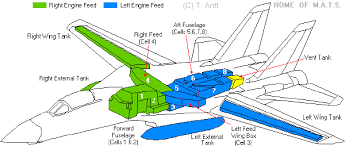 Right Engine Feed
Left Engine Feed
(C) T. Anft
HOME OF M.A.T.S.
Right Wing Tank
Right Feed
(Cell 4)
Aft Fuselage
(Cells 5,6,7,8)
Vent Tank
Right External Tank
Left Wing Tank
Forward
Fuselage
(Cells 1 & 2)
Left External
Tank
Left Feed
Wing Box
(Cell 3)